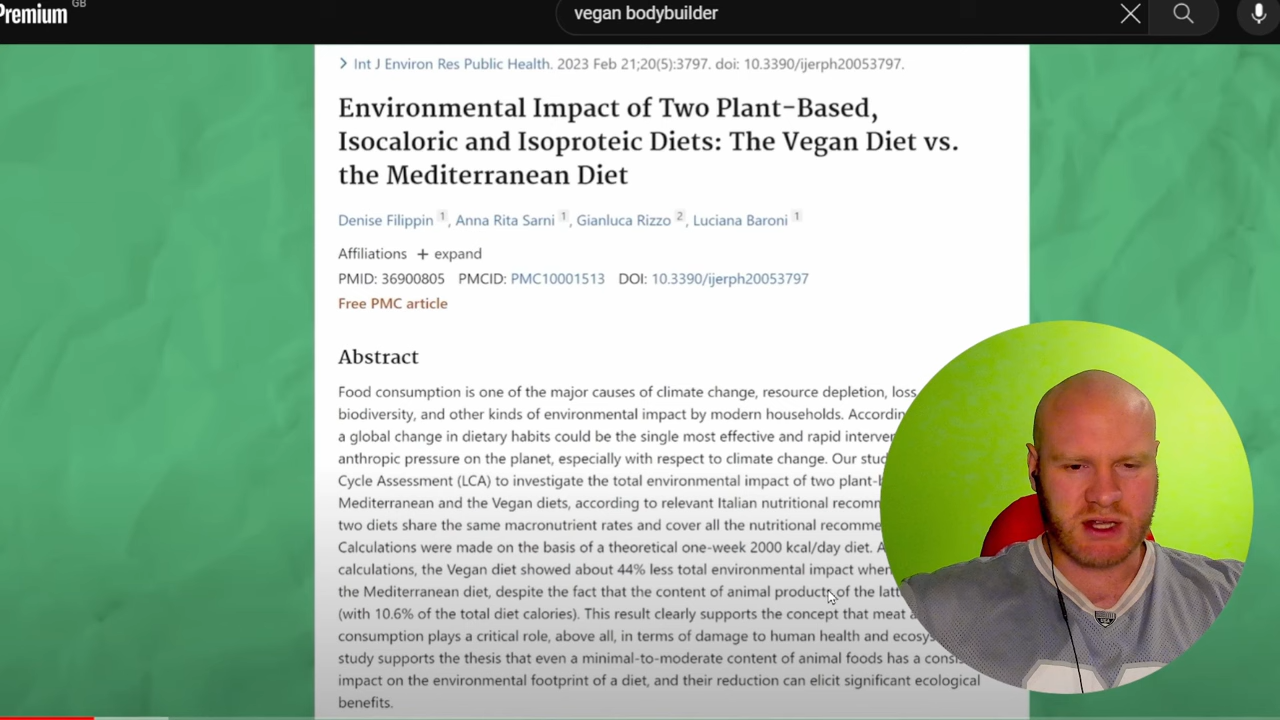 Premium GB
vegan bodybuilder
Int J Environ Res Public Health. 2023 Feb 21;20(5):3797. doi: 10.3390/ijerph20053797.
Environmental Impact of Two Plant-Based,
Isocaloric and Isoproteic Diets: The Vegan Diet vs.
the Mediterranean Diet
Denise Filippin 1, Anna Rita Sarni 1, Gianluca Rizzo 2, Luciana Baroni 1
Affiliations + expand
PMID: 36900805 PMCID: PMC10001513 DOI: 10.3390/ijerph20053797
Free PMC article
Abstract
Food consumption is one of the major causes of climate change, resource depletion, loss
biodiversity, and other kinds of environmental impact by modern households.
a global change in dietary habits could be the single most effective and rapid
anthropic pressure on the planet, especially with respect to climate change. Our
Cycle Assessment (LCA) to investigate the total environmental impact of two
Mediterranean and the Vegan diets, according to relevant Italian nutritional
two diets share the same macronutrient rates and cover all the nutritional
Calculations were made on the basis of a theoretical one-week 2000 kcal/day diet.
calculations, the Vegan diet showed about 44% less total environmental impact
the Mediterranean diet, despite the fact that the content of animal products of the
(with 10.6% of the total diet calories). This result clearly supports the concept that meat
consumption plays a critical role, above all, in terms of damage to human health and
study supports the thesis that even a minimal-to-moderate content of animal foods has a
impact on the environmental footprint of a diet, and their reduction can elicit significant ecological
benefits.
USA